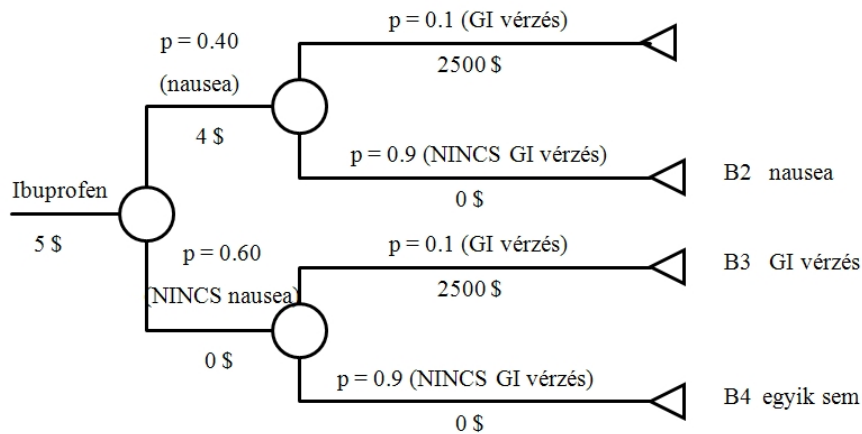 p = 0.1 (GI vérzés)
2500 $
p = 0.40
(nausea)
4 $
p = 0.9 (NINCS GI vérzés)
0 $
B2 nausea
Ibuprofen
5 $
p = 0.60
(NINCS nausea)
0 $
p = 0.1 (GI vérzés)
2500 $
B3 GI vérzés
p = 0.9 (NINCS GI vérzés)
0 $
B4 egyik sem